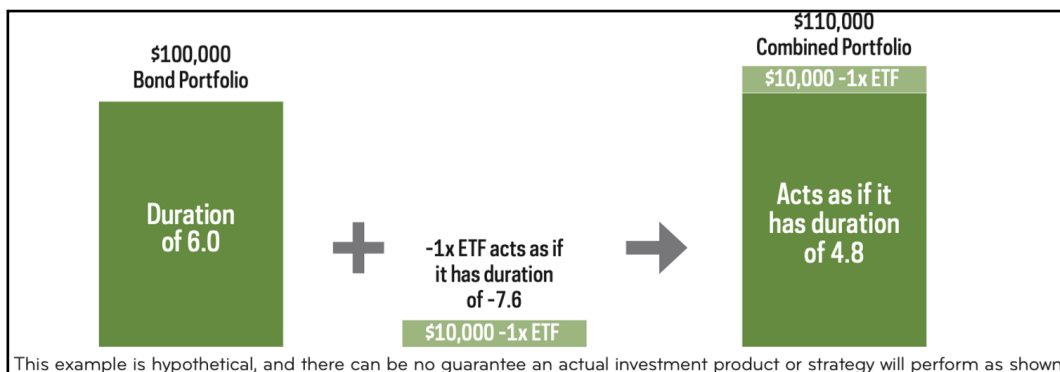 $100,000
Bond Portfolio
Duration
of 6.0
-1x ETF acts as if
it has duration
of -7.6
$10,000 -1x ETF
$110,000
Combined Portfolio
$10,000 -1x ETF
Acts as if it
has duration
of 4.8
This example is hypothetical, and there can be no guarantee an actual investment product or strategy will perform as shown